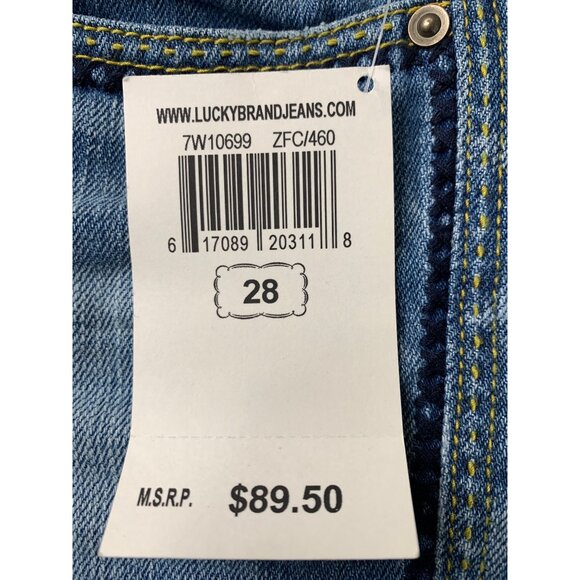 WWW.LUCKYBRANDJEANS.COM
7W10699 ZFC/460
6 17089 20311 8
28
M.S.R.P. $89.50